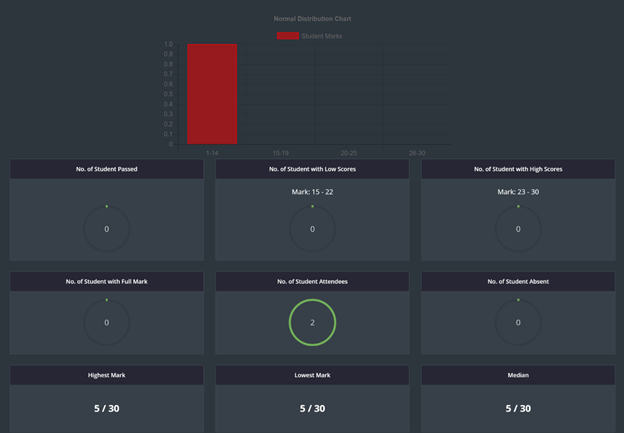 Normal Distribution Chart
Student Marks
1.0
0.9
0.8
0.7
0.6
0.5
0.4
0.3
0.2
0.1
0
1-14 15-19 20-25 26-30
No. of Student Passed
0
No. of Student with Low Scores
Mark: 15 - 22
0
No. of Student with High Scores
Mark: 23 - 30
0
No. of Student with Full Mark
0
No. of Student Attendees
2
No. of Student Absent
0
Highest Mark
5 / 30
Lowest Mark
5 / 30
Median
5 / 30